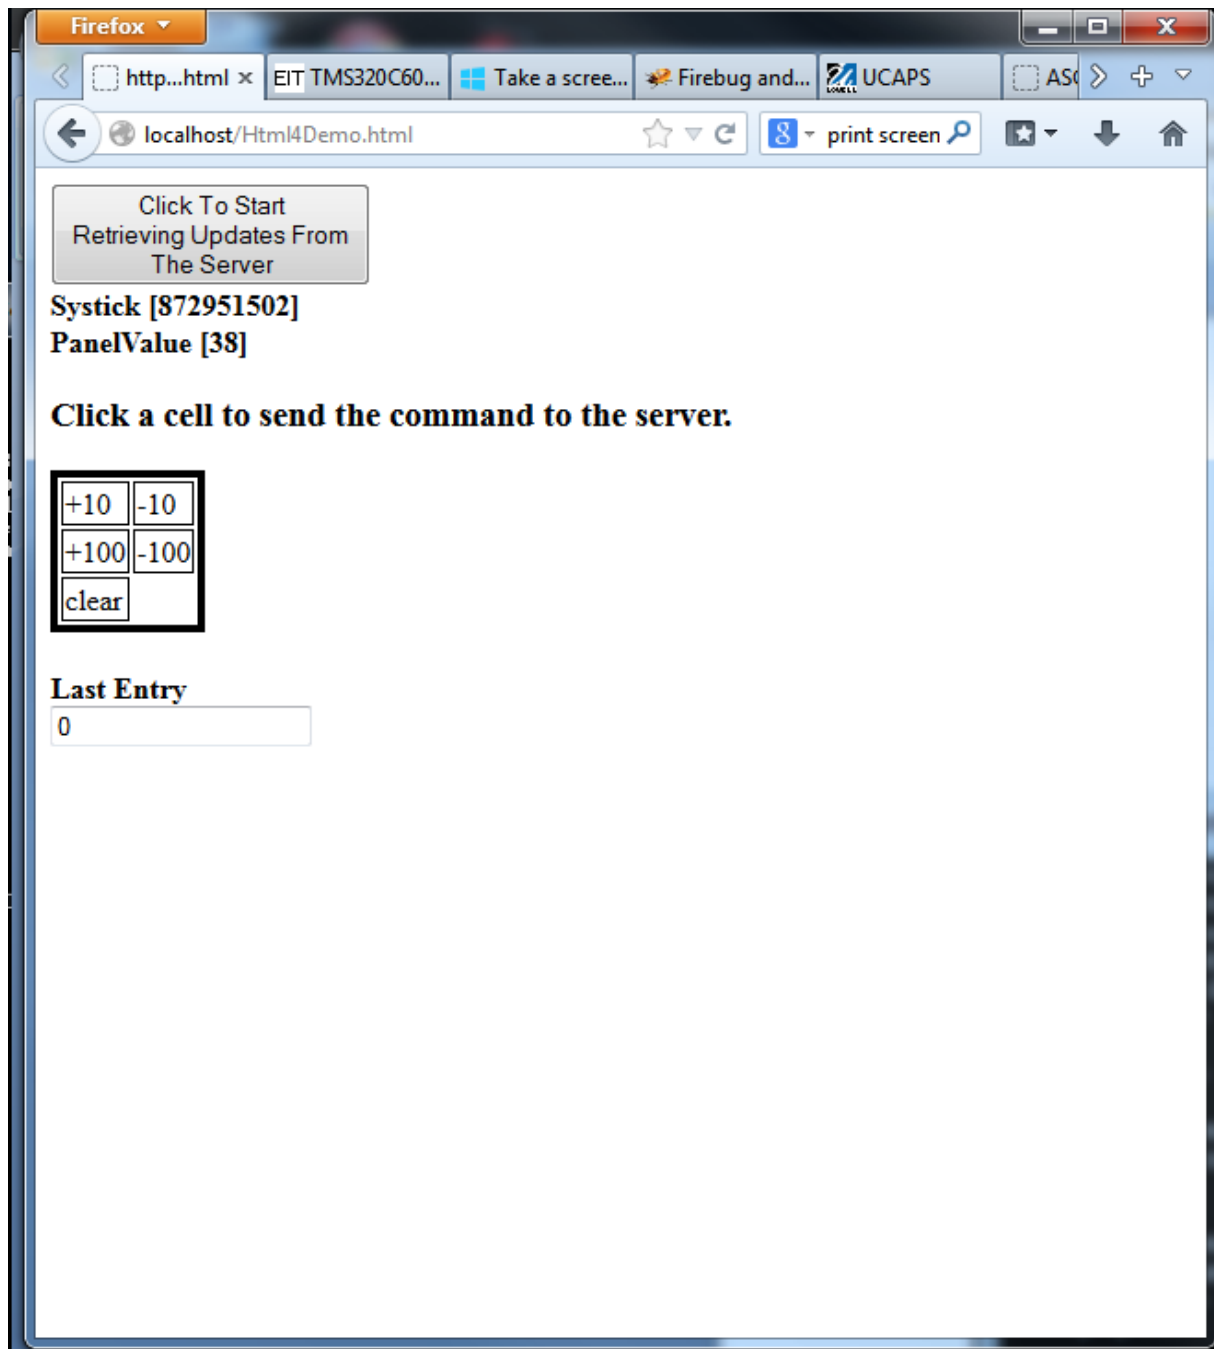 Firefox
http...html
EIT TMS320C60...
Take a scree...
Firebug and...
UCAPS
localhost/Html4Demo.html
8 print screen
Click To Start
Retrieving Updates From
The Server
Systick [872951502]
PanelValue [38]
Click a cell to send the command to the server.
+10 -10
+100 -100
clear
Last Entry
0